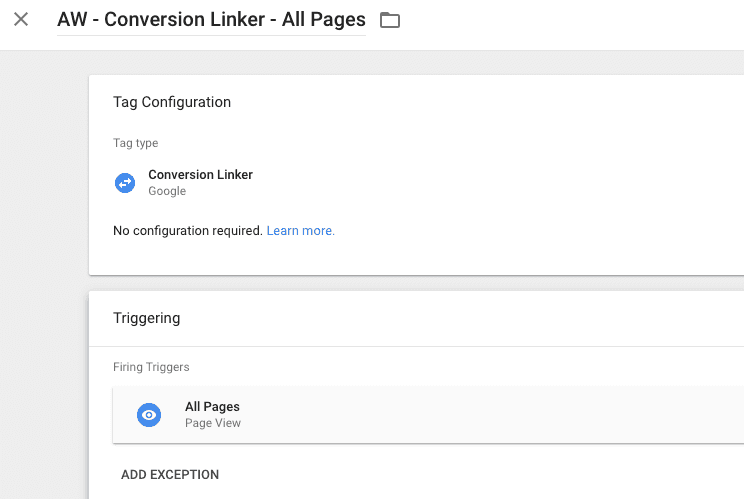 AW - Conversion Linker - All Pages
Tag Configuration
Tag type
Conversion Linker
Google
No configuration required. Learn more.
Triggering
Firing Triggers
All Pages
Page View
ADD EXCEPTION